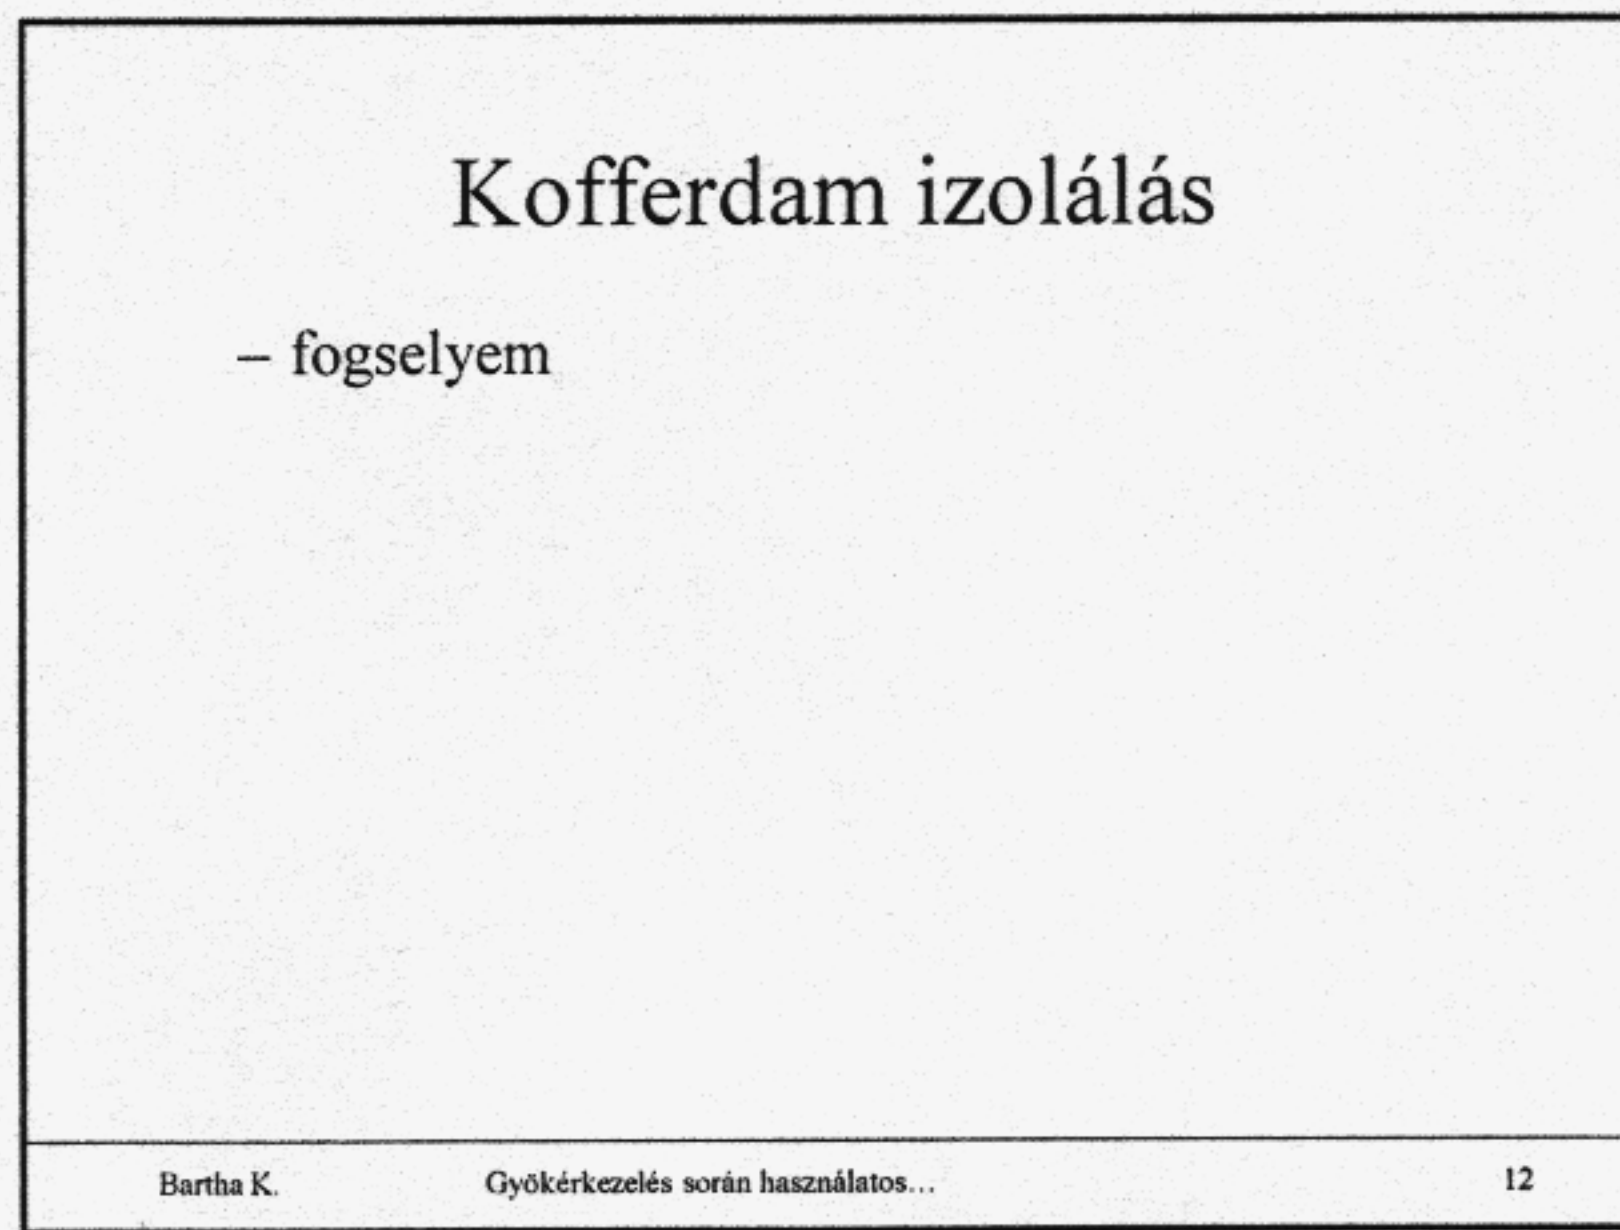 Kofferdam izolálás
– fogselyem
Bartha K. Gyökérkezelés során használatos... 12